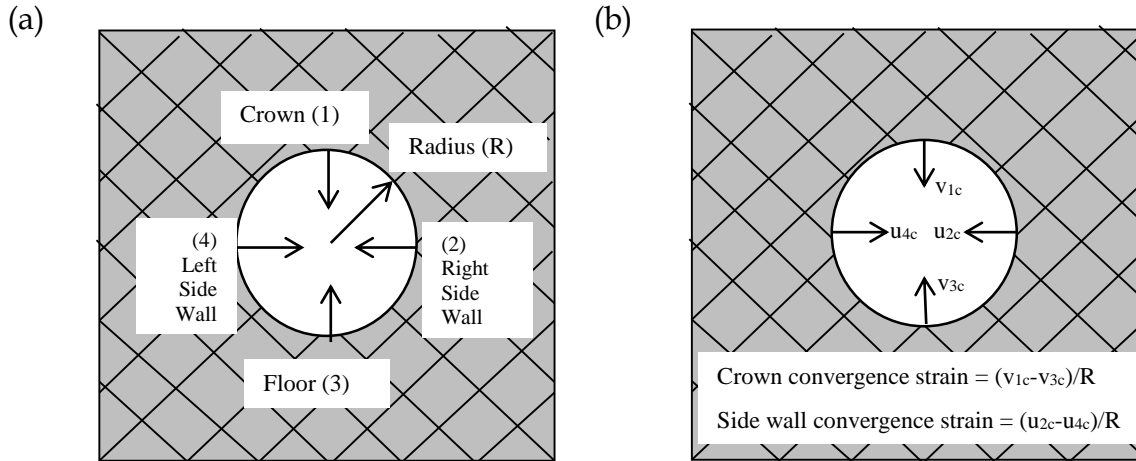 (a)
Crown (1)
Radius (R)
(4)
Left
Side
Wall
(2)
Right
Side
Wall
Floor (3)
(b)
v1c
u4c
u2c
v3c
Crown convergence strain = (v1c-v3c)/R
Side wall convergence strain = (u2c-u4c)/R